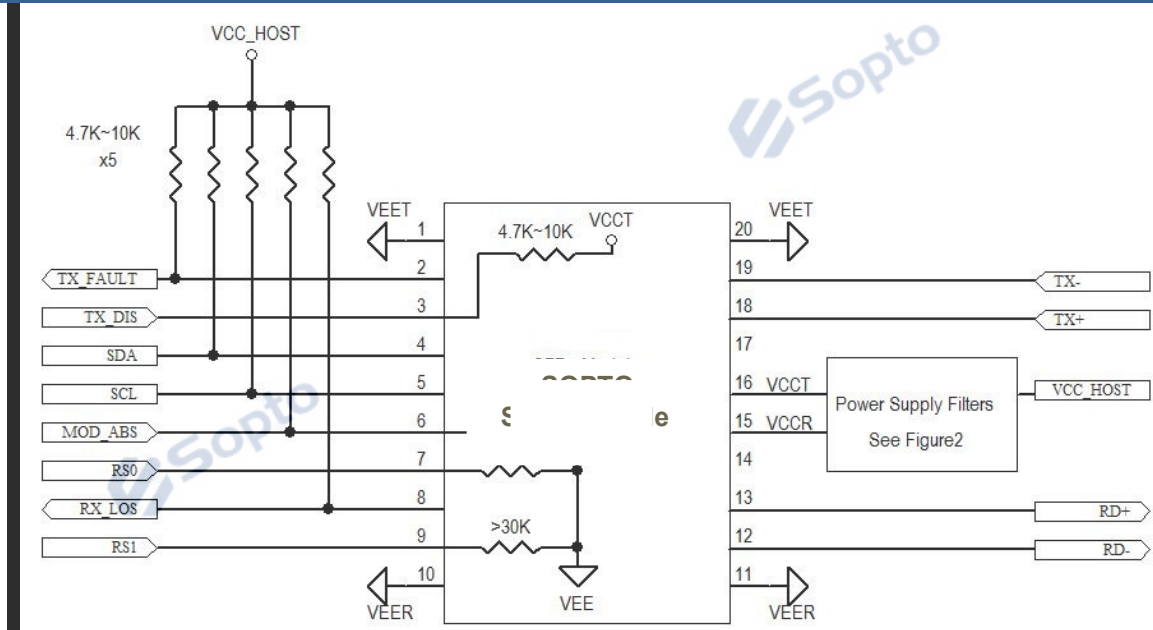 VCC_HOST
Sopto
4.7K~10K
x5
VEET
1
4.7K~10K
VCCT
20
VEET
TX_FAULT
2
19
TX-
TX_DIS
3
18
TX+
SDA
4
17
SCL
5
16 VCCT
Power Supply Filters
See Figure2
VCC_HOST
MOD_ABS
6
15 VCCR
Sopto
RS0
7
14
RX_LOS
8
13
RD+
RS1
9
>30K
12
RD-
10
VEER
VEE
11
VEER